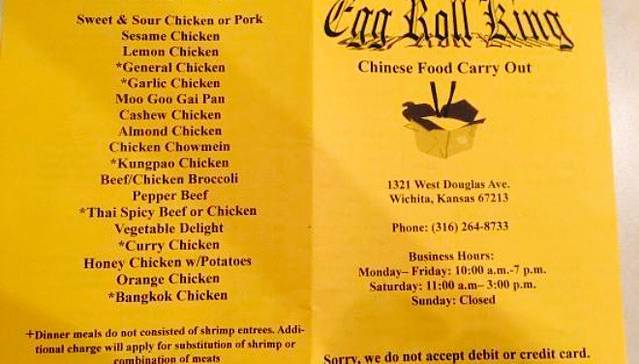 Sweet & Sour Chicken or Pork
Sesame Chicken
Lemon Chicken
*General Chicken
*Garlic Chicken
Moo Goo Gai Pan
Cashew Chicken
Almond Chicken
Chicken Chowmein
*Kungpao Chicken
Beef/Chicken Broccoli
Pepper Beef
*Thai Spicy Beef or Chicken
Vegetable Delight
*Curry Chicken
Honey Chicken w/Potatoes
Orange Chicken
*Bangkok Chicken
+Dinner meals do not consisted of shrimp entrees. Addi-
tional charge will apply for substitution of shrimp or
combination of meats
Egg Roll King
Chinese Food Carry Out
1321 West Douglas Ave.
Wichita, Kansas 67213
Phone: (316) 264-8733
Business Hours:
Monday– Friday: 10:00 a.m.-7 p.m.
Saturday: 11:00 a.m– 3:00 p.m.
Sunday: Closed
Sorry, we do not accept debit or credit card.